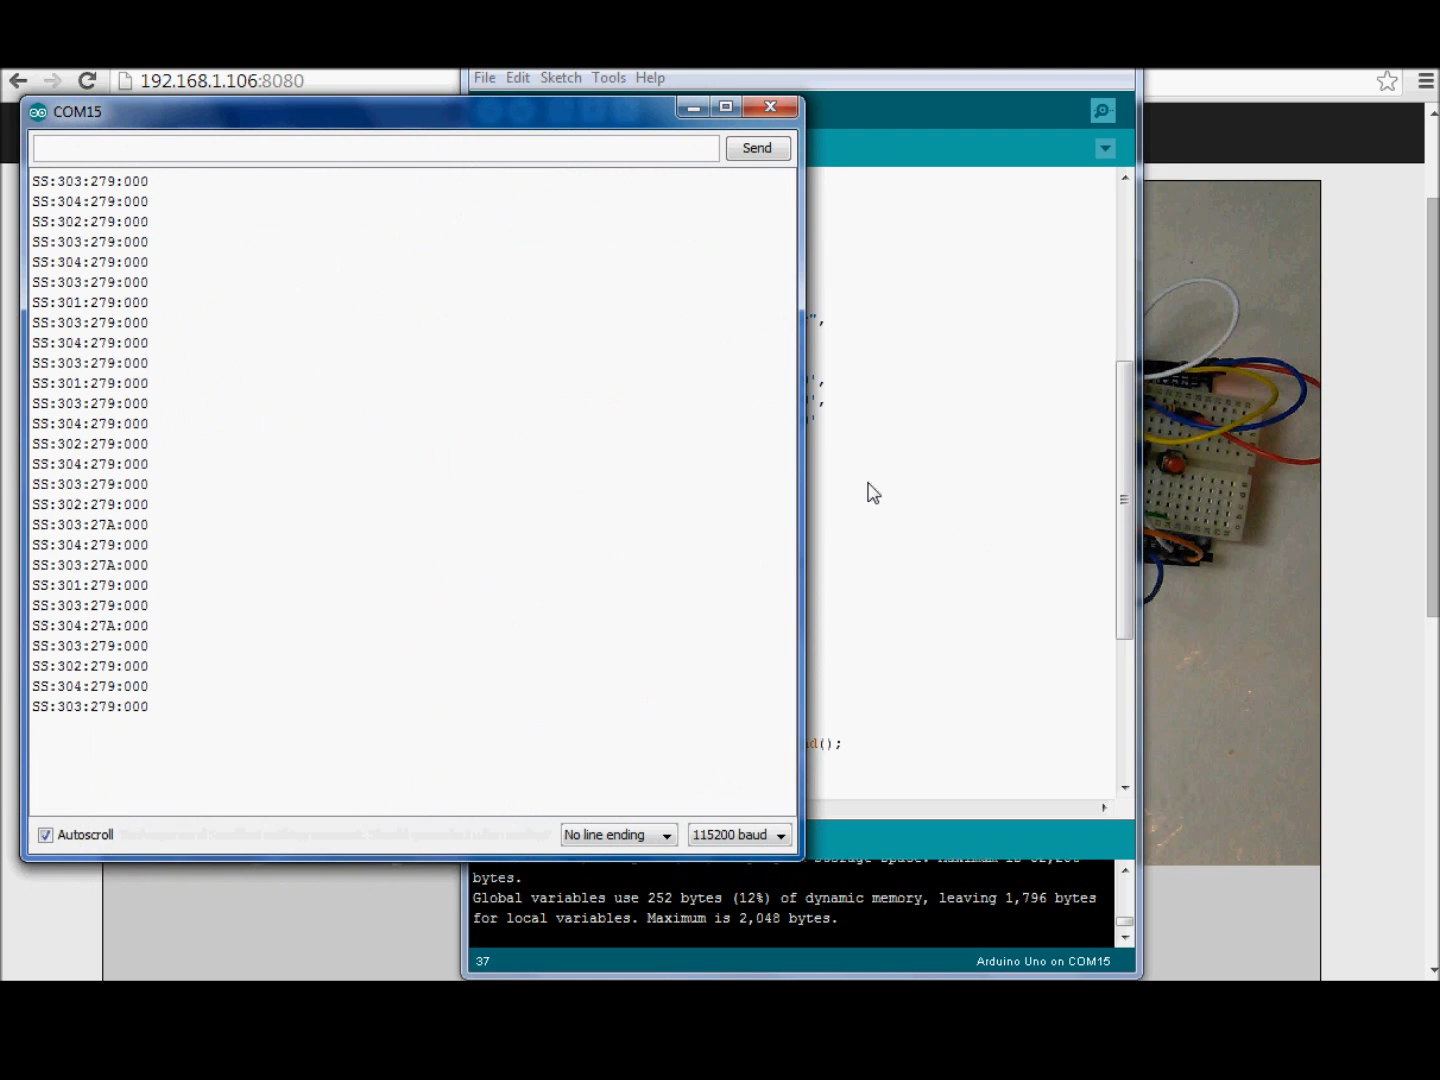 192.168.1.106:8080
File Edit Sketch Tools Help
COM15
Send
SS:303:279:000
SS:304:279:000
SS:302:279:000
SS:303:279:000
SS:304:279:000
SS:303:279:000
SS:301:279:000
SS:303:279:000
SS:304:279:000
SS:303:279:000
SS:301:279:000
SS:303:279:000
SS:304:279:000
SS:302:279:000
SS:304:279:000
SS:303:279:000
SS:302:279:000
SS:303:27A:000
SS:304:279:000
SS:303:27A:000
SS:301:279:000
SS:303:279:000
SS:304:27A:000
SS:303:279:000
SS:302:279:000
SS:304:279:000
SS:303:279:000
",
',
',
'
d();
Autoscroll
No line ending
115200 baud
bytes.
Global variables use 252 bytes (12%) of dynamic memory, leaving 1,796 bytes
for local variables. Maximum is 2,048 bytes.
37
Arduino Uno on COM15